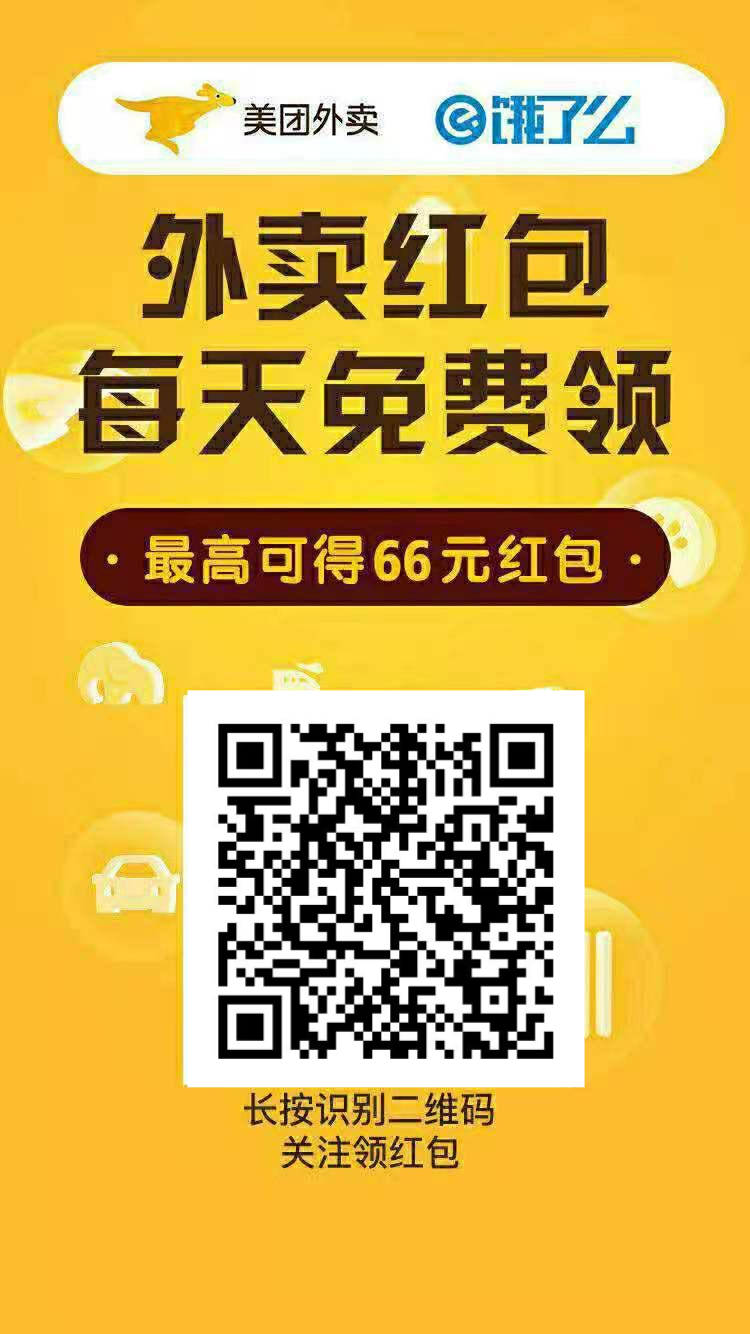 美团外卖 饿了么
外卖红包
每天免费领
· 最高可得66元红包 ·
长按识别二维码
关注领红包